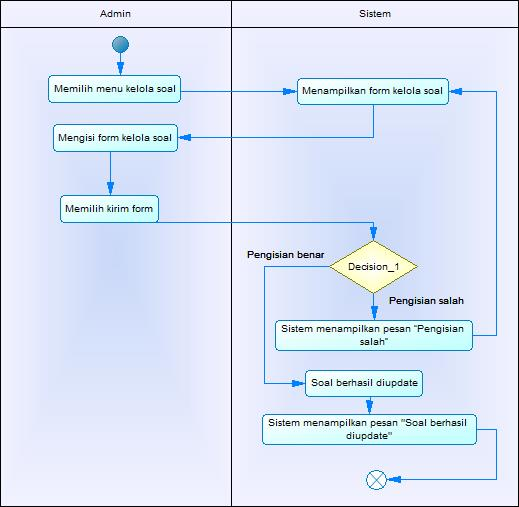 Admin
Sistem
Memilih menu kelola soal
Menampilkan form kelola soal
Mengisi form kelola soal
Memilih kirim form
Pengisian benar
Decision_1
Pengisian salah
Sistem menampilkan pesan "Pengisian
salah"
Soal berhasil diupdate
Sistem menampilkan pesan "Soal berhasil
diupdate"